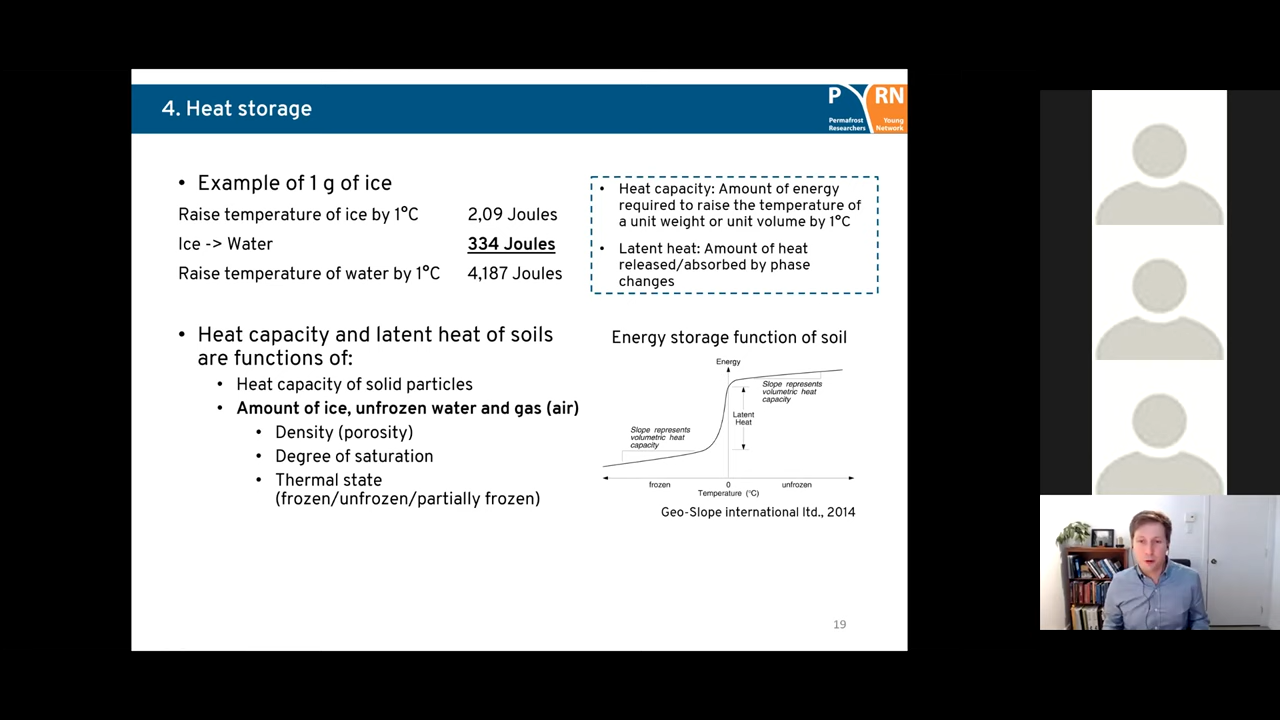 4. Heat storage
P RN
Permafrost Young
Researchers Network
• Example of 1 g of ice
Raise temperature of ice by 1°C 2,09 Joules
Ice -> Water 334 Joules
Raise temperature of water by 1°C 4,187 Joules
• Heat capacity: Amount of energy
required to raise the temperature of
a unit weight or unit volume by 1°C
• Latent heat: Amount of heat
released/absorbed by phase
changes
• Heat capacity and latent heat of soils
are functions of:
• Heat capacity of solid particles
• Amount of ice, unfrozen water and gas (air)
• Density (porosity)
• Degree of saturation
• Thermal state
(frozen/unfrozen/partially frozen)
Energy storage function of soil
Energy
Slope represents
volumetric heat
capacity
Latent
Heat
Slope represents
volumetric heat
capacity
frozen 0 unfrozen
Temperature (°C)
Geo-Slope international ltd., 2014
19